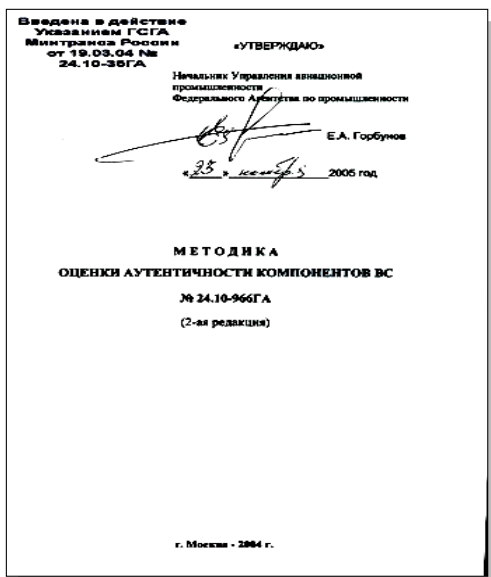 Введена в действие
Указанием ГСГА
Минтранса России
от 19.03.04 №
24.10-36ГА
«УТВЕРЖДАЮ»
Начальник Управления авиационной
промышленности
Федерального Агентства по промышленности
Е.А. Горбунов
«25» 2005 год
МЕТОДИКА
ОЦЕНКИ АУТЕНТИЧНОСТИ КОМПОНЕНТОВ ВС
№ 24.10-966ГА
(2-ая редакция)
г. Москва - 2004 г.